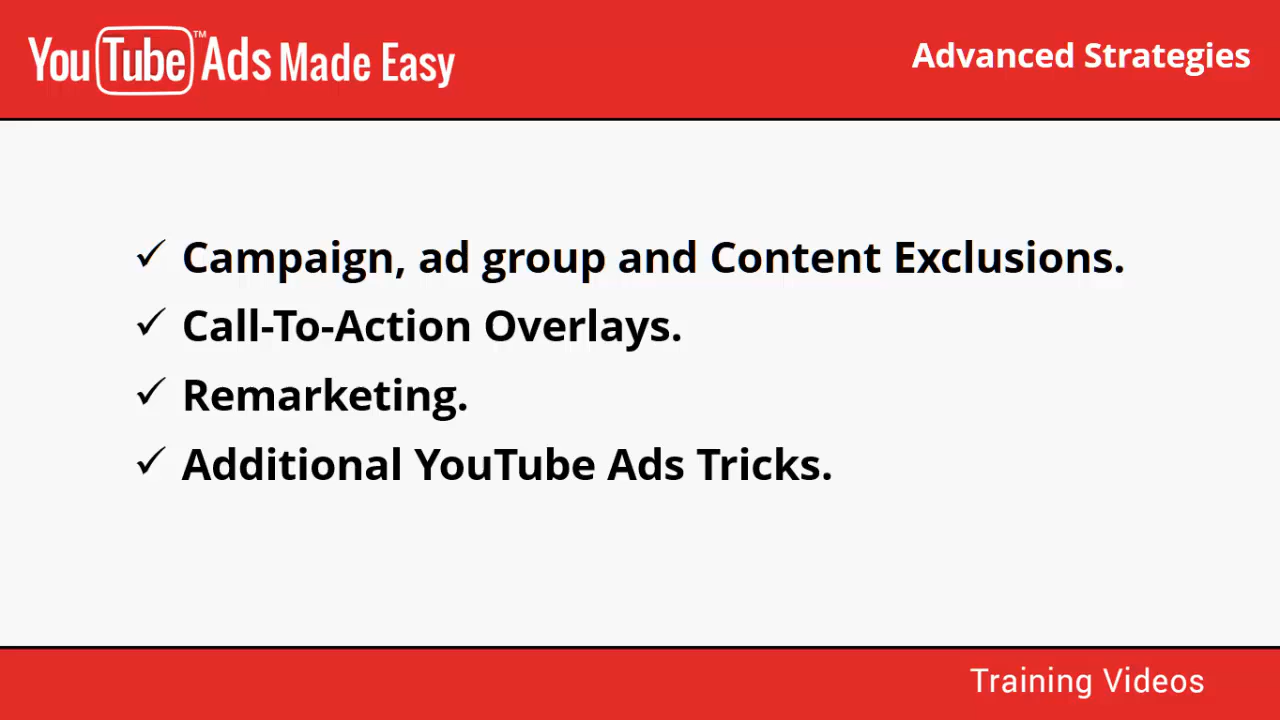 YouTube™ Ads Made Easy
Advanced Strategies
✓ Campaign, ad group and Content Exclusions.
✓ Call-To-Action Overlays.
✓ Remarketing.
✓ Additional YouTube Ads Tricks.
Training Videos